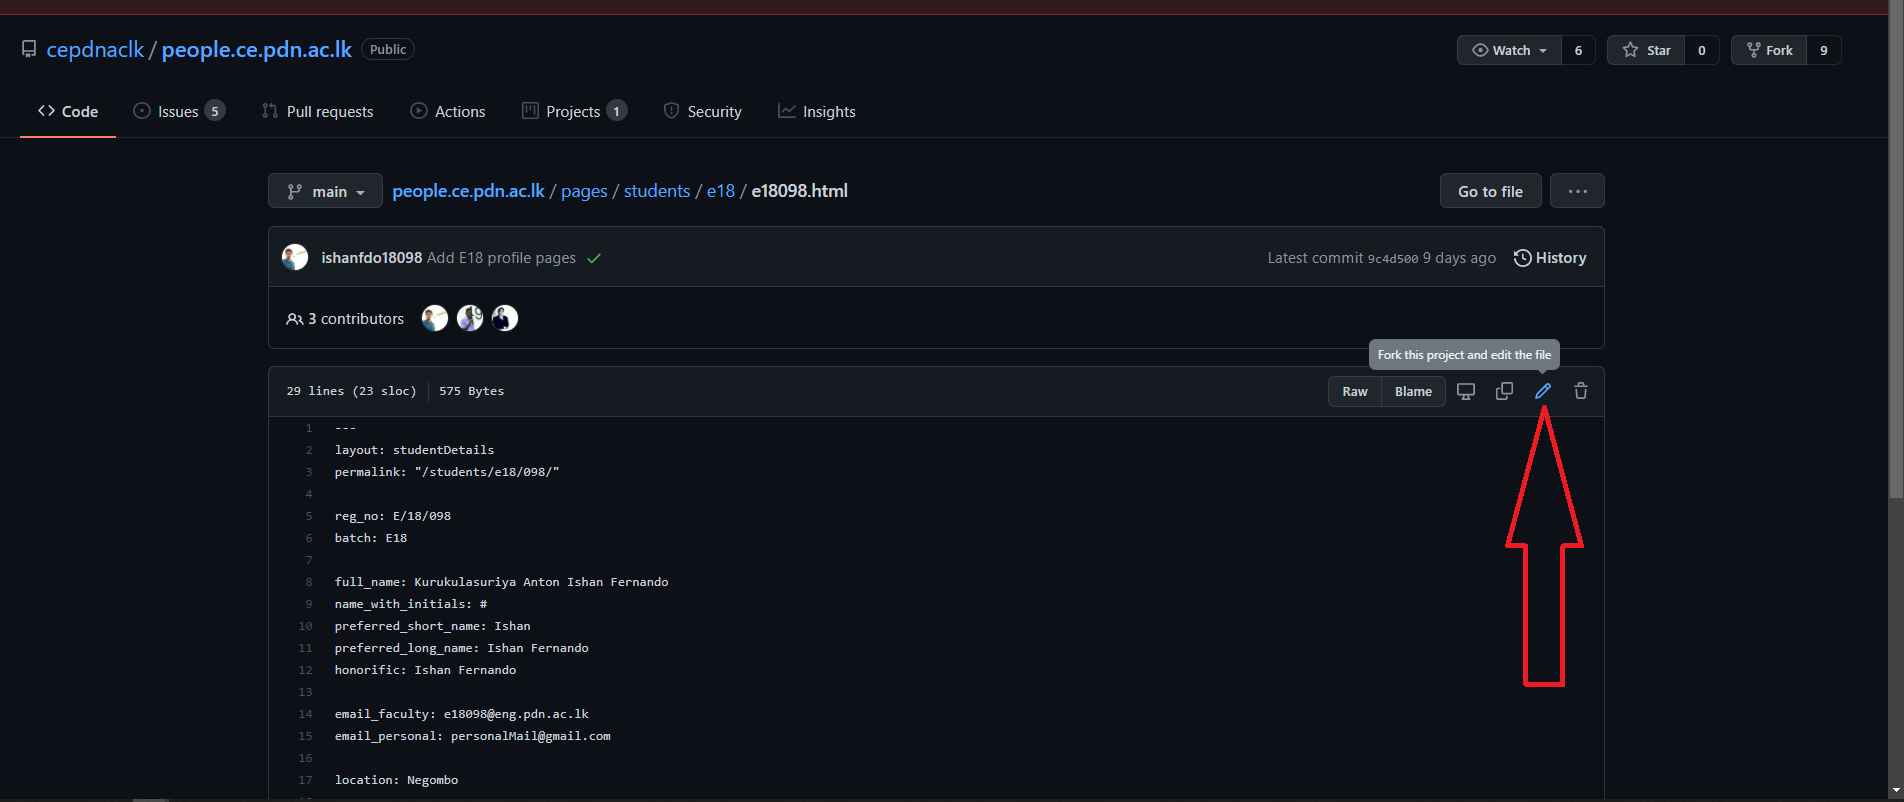 cepdnaclk / people.ce.pdn.ac.lk Public
Watch 6 Star 0 Fork 9
Code Issues 5 Pull requests Actions Projects 1 Security Insights
main people.ce.pdn.ac.lk / pages / students / e18 / e18098.html Go to file ...
ishanfdo18098 Add E18 profile pages Latest commit 9c4d500 9 days ago History
3 contributors
Fork this project and edit the file
29 lines (23 sloc) 575 Bytes Raw Blame
1 ---
2 layout: studentDetails
3 permalink: "/students/e18/098/"
4
5 reg_no: E/18/098
6 batch: E18
7
8 full_name: Kurukulasuriya Anton Ishan Fernando
9 name_with_initials: #
10 preferred_short_name: Ishan
11 preferred_long_name: Ishan Fernando
12 honorific: Ishan Fernando
13
14 email_faculty: e18098@eng.pdn.ac.lk
15 email_personal: personalMail@gmail.com
16
17 location: Negombo